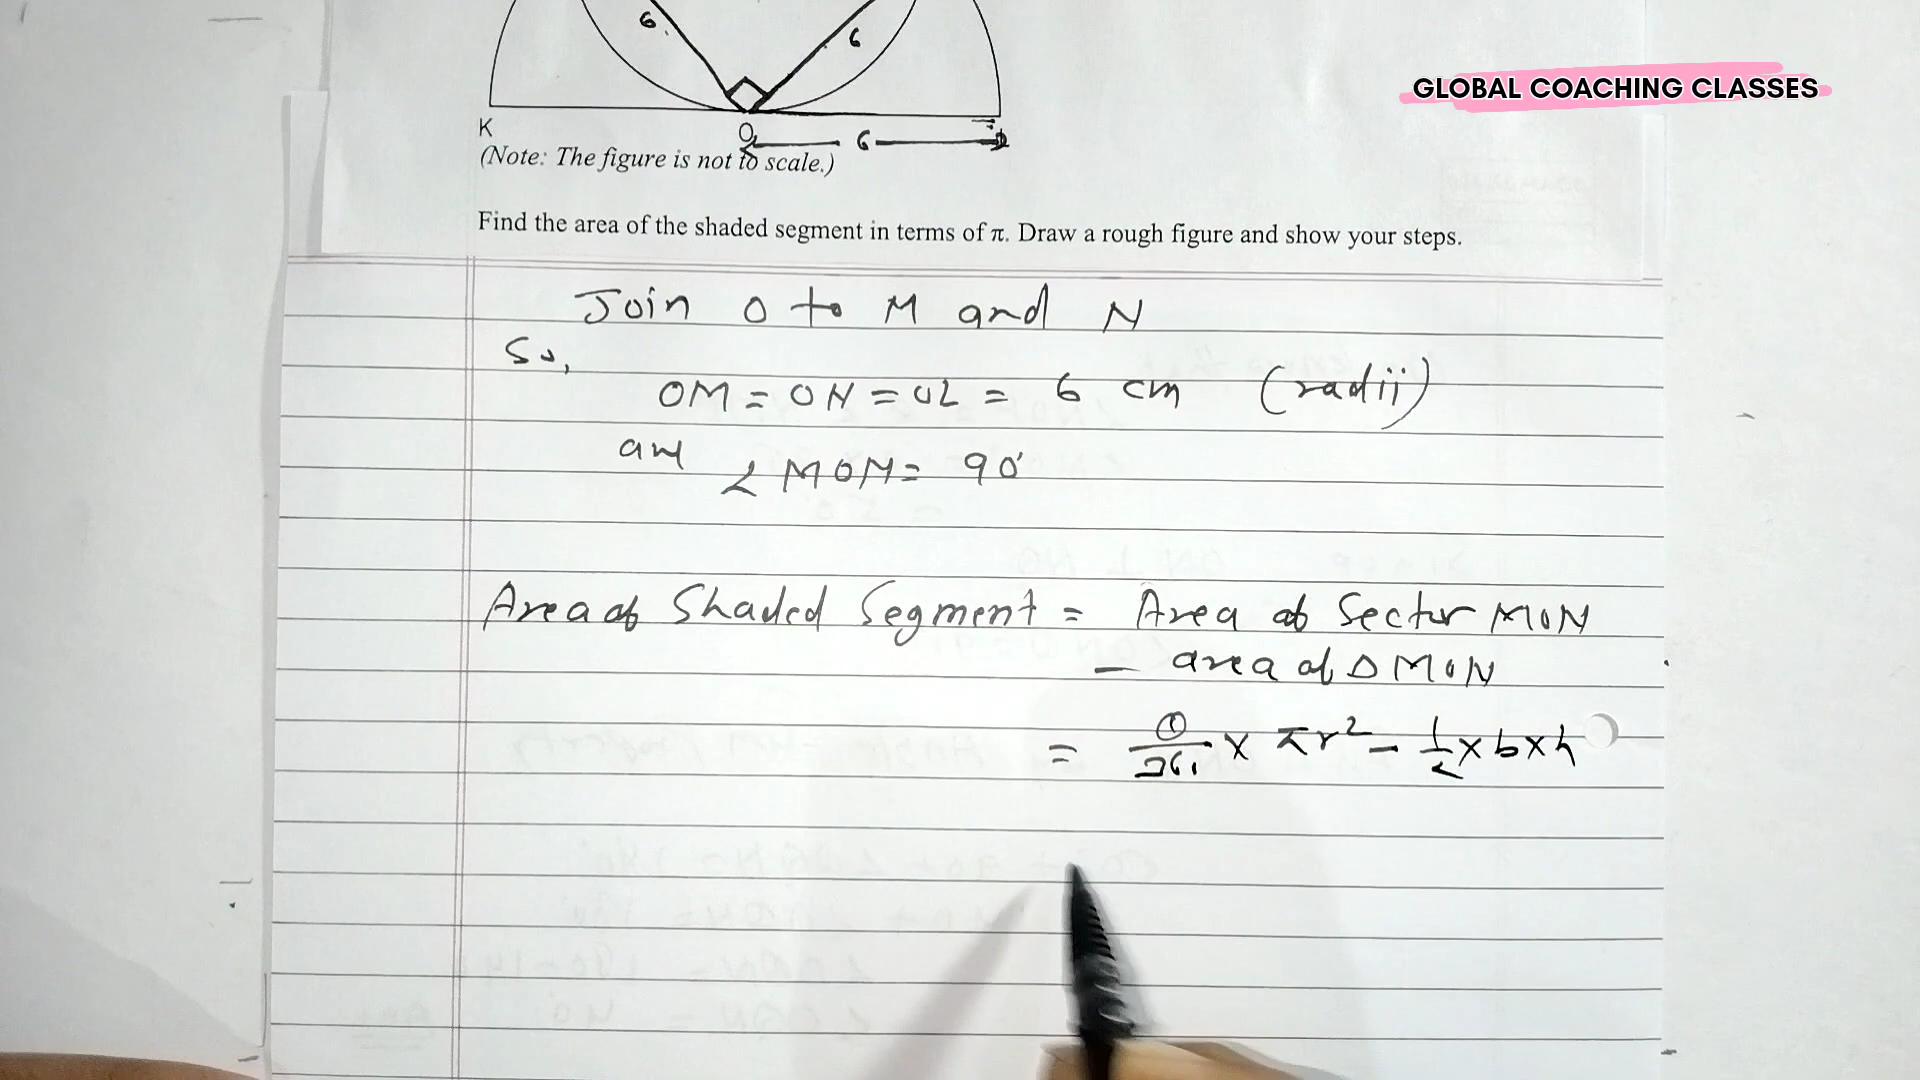 6
6
GLOBAL COACHING CLASSES
K
O
6
(Note: The figure is not to scale.)
Find the area of the shaded segment in terms of π. Draw a rough figure and show your steps.
Join O to M and N
So,
OM = ON = OL = 6 cm (radii)
and
∠MON = 90°
Area of Shaded Segment = Area of Sector MON
- area of Δ MON
= θ/360 × πr² - 1/2 × b × h